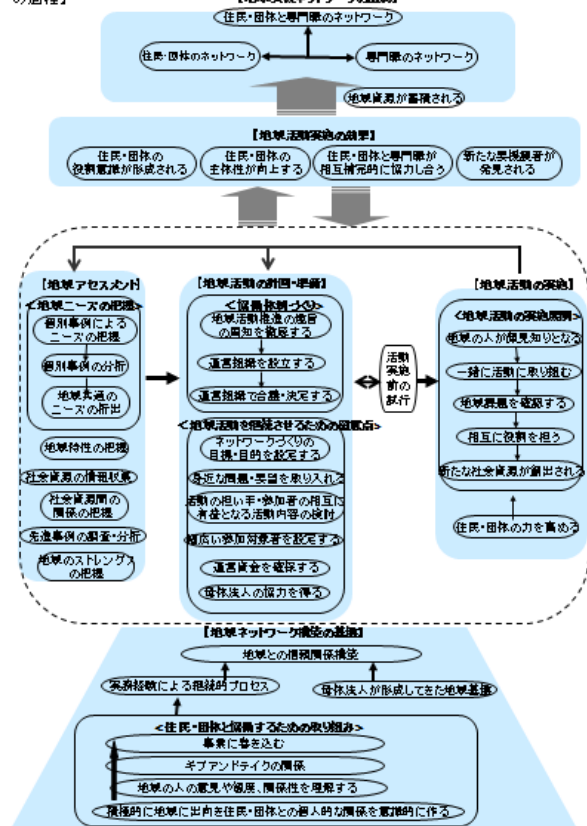 の過程】
住民・団体と専門職のネットワーク
住民・団体のネットワーク
専門職のネットワーク
地域資源が蓄積される
【地域活動実施の効果】
住民・団体の
役割意識が形成される
住民・団体の
主体性が向上する
住民・団体と専門職が
相互補完的に協力し合う
新たな要援護者が
発見される
【地域アセスメント】
<地域ニーズの把握>
個別事例による
ニーズの把握
個別事例の分析
地域共通の
ニーズの析出
地域特性の把握
社会資源の情報収集
社会資源間の
関係の把握
先進事例の調査・分析
地域のストレングス
の把握
【地域活動の計画・準備】
<協働体制づくり>
地域活動推進の趣旨
の周知を徹底する
運営組織を設立する
運営組織で合議・決定する
<地域活動を継続させるための留意点>
ネットワークづくりの
目標・目的を設定する
身近な問題・要望を取り入れる
活動の担い手・参加者の相互に
有益となる活動内容の検討
幅広い参加対象者を設定する
運営資金を確保する
母体法人の協力を得る
活動
実施
前の
試行
【地域活動の実施】
<地域活動の実施展開>
地域の人が顔見知りとなる
一緒に活動に取り組む
地域課題を確認する
相互に役割を担う
新たな社会資源が創出される
住民・団体の力を高める
【地域ネットワーク構築の基盤】
地域との信頼関係構築
実務経験による継続的プロセス
母体法人が形成してきた地域基盤
<住民・団体と協働するための取り組み>
事業に巻き込む
ギブアンドテイクの関係
地域の人の意見や態度、関係性を理解する
積極的に地域に出向き住民・団体との個人的な関係を意識的に作る